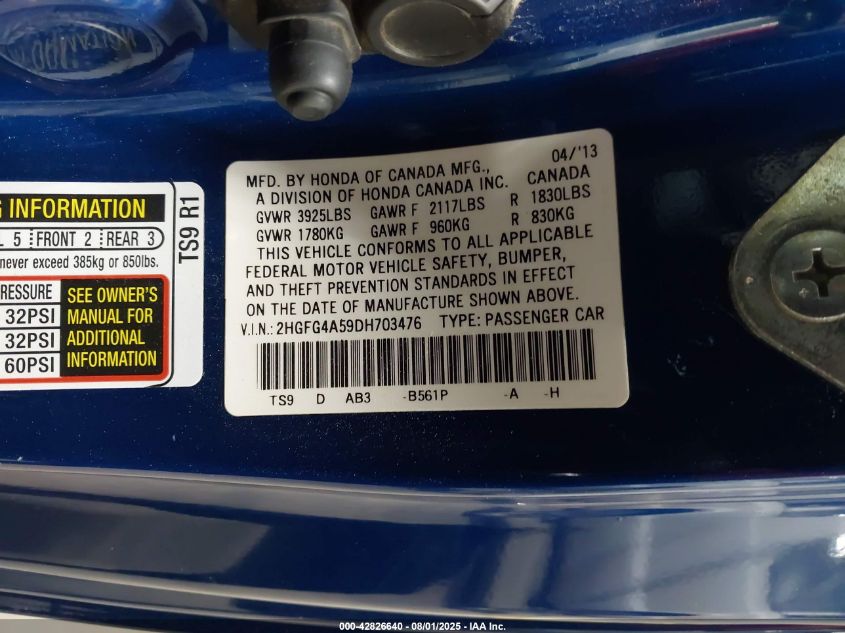 G INFORMATION
L 5 FRONT 2 REAR 3
never exceed 385kg or 850lbs.
RESSURE
32PSI
32PSI
60PSI
SEE OWNER'S
MANUAL FOR
ADDITIONAL
INFORMATION
TS9 R1
04/'13
MFD. BY HONDA OF CANADA MFG.,
A DIVISION OF HONDA CANADA INC. CANADA
GVWR 3925LBS GAWR F 2117LBS R 1830LBS
GVWR 1780KG GAWR F 960KG R 830KG
THIS VEHICLE CONFORMS TO ALL APPLICABLE
FEDERAL MOTOR VEHICLE SAFETY, BUMPER,
AND THEFT PREVENTION STANDARDS IN EFFECT
ON THE DATE OF MANUFACTURE SHOWN ABOVE.
V.I.N.: 2HGFG4A59DH703476 TYPE: PASSENGER CAR
TS9 D AB3 -B561P -A -H
000-42826640 - 08/01/2025 - IAA Inc.